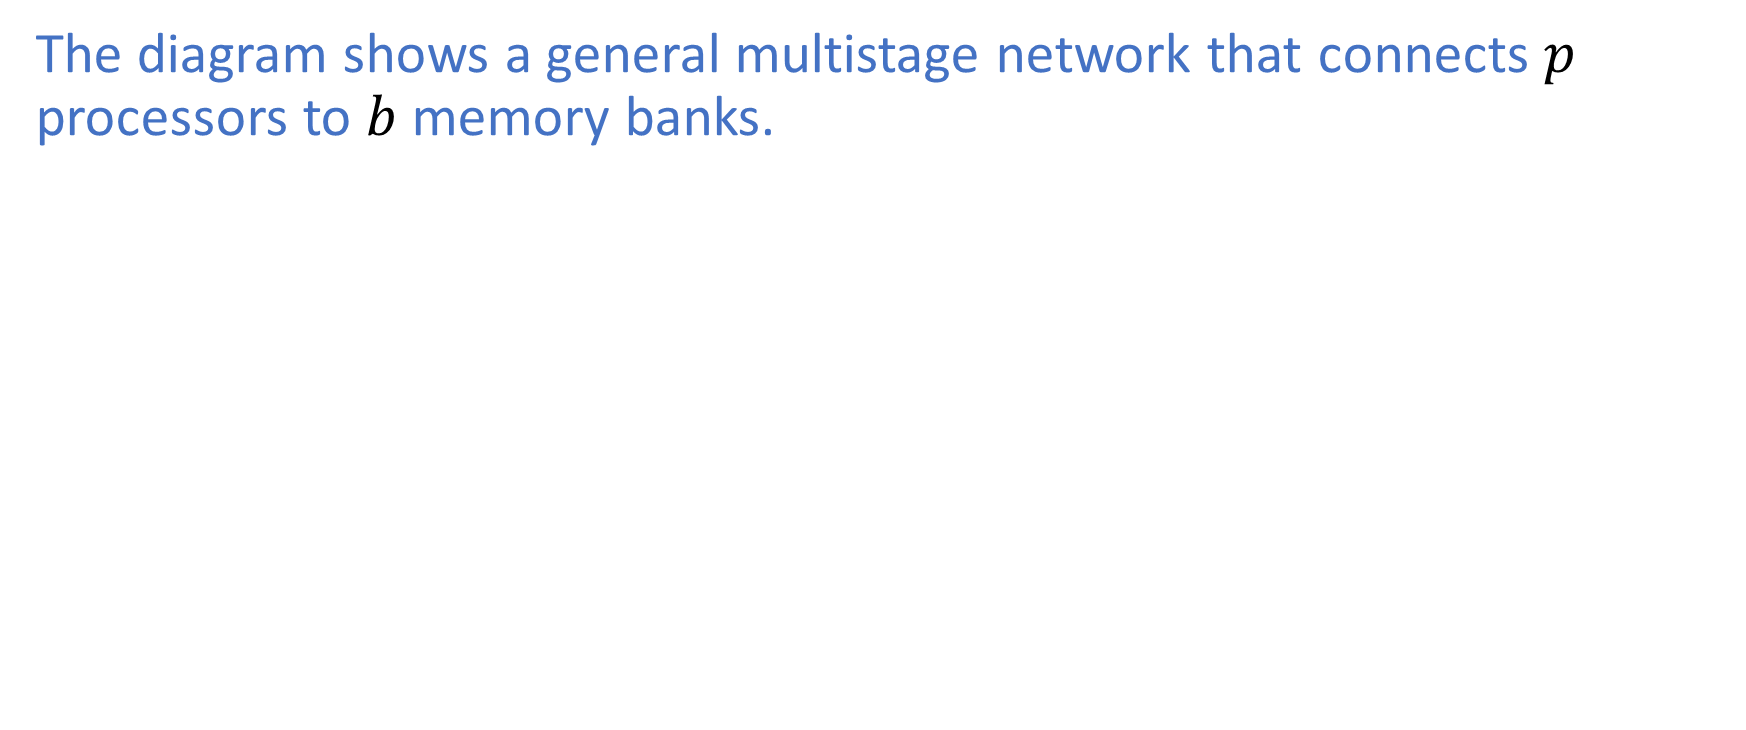 The diagram shows a general multistage network that connects p
processors to b memory banks.